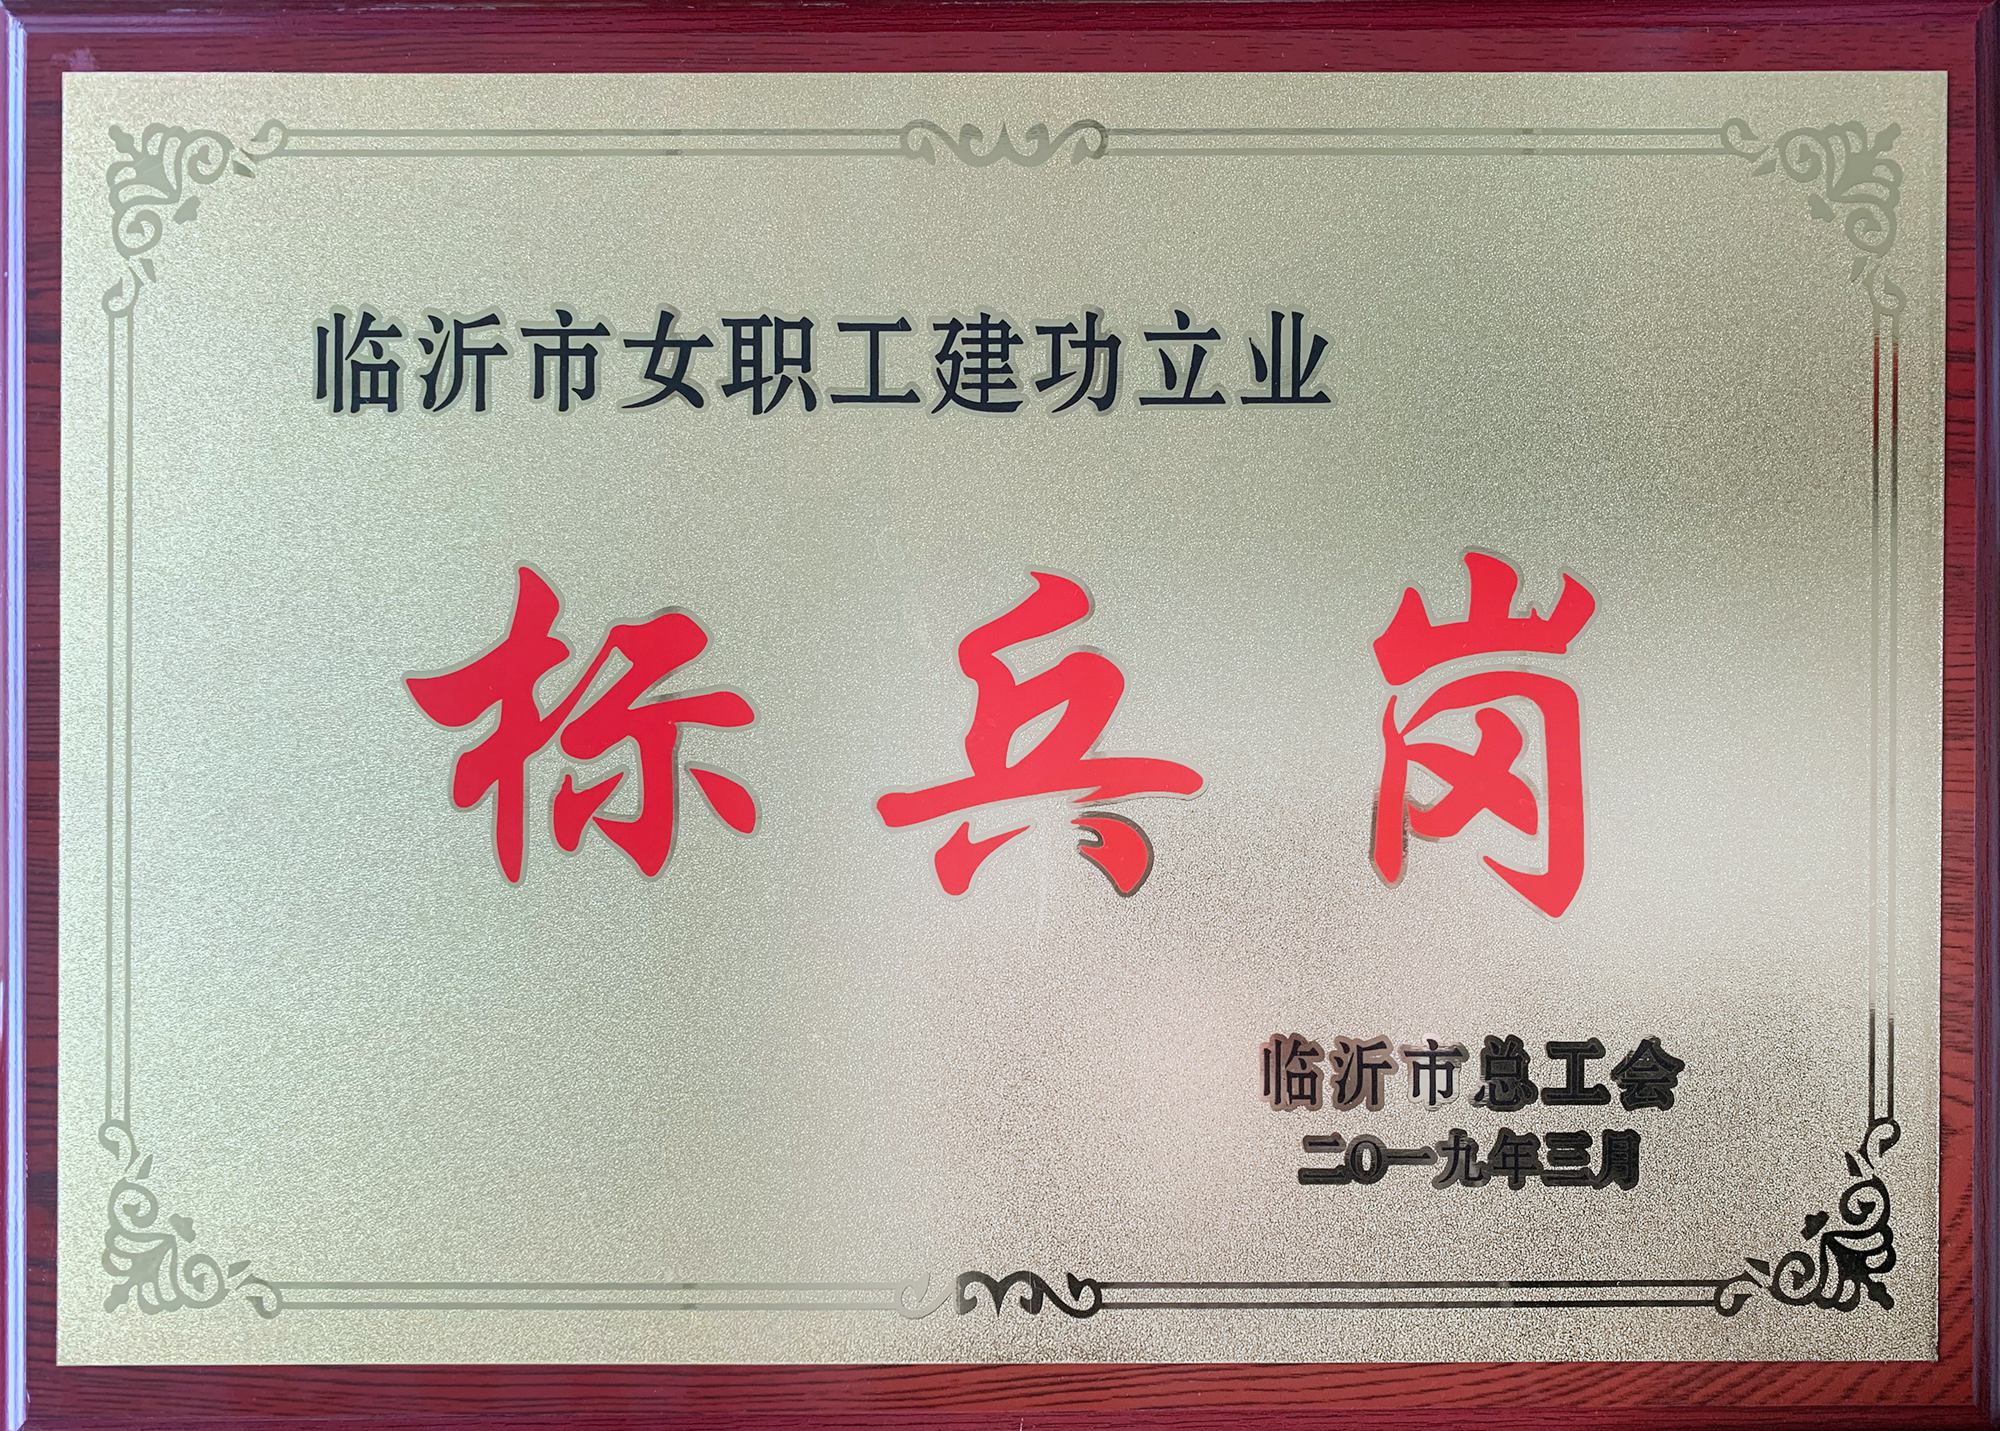 临沂市女职工建功立业
标兵岗
临沂市总工会
二〇一九年三月